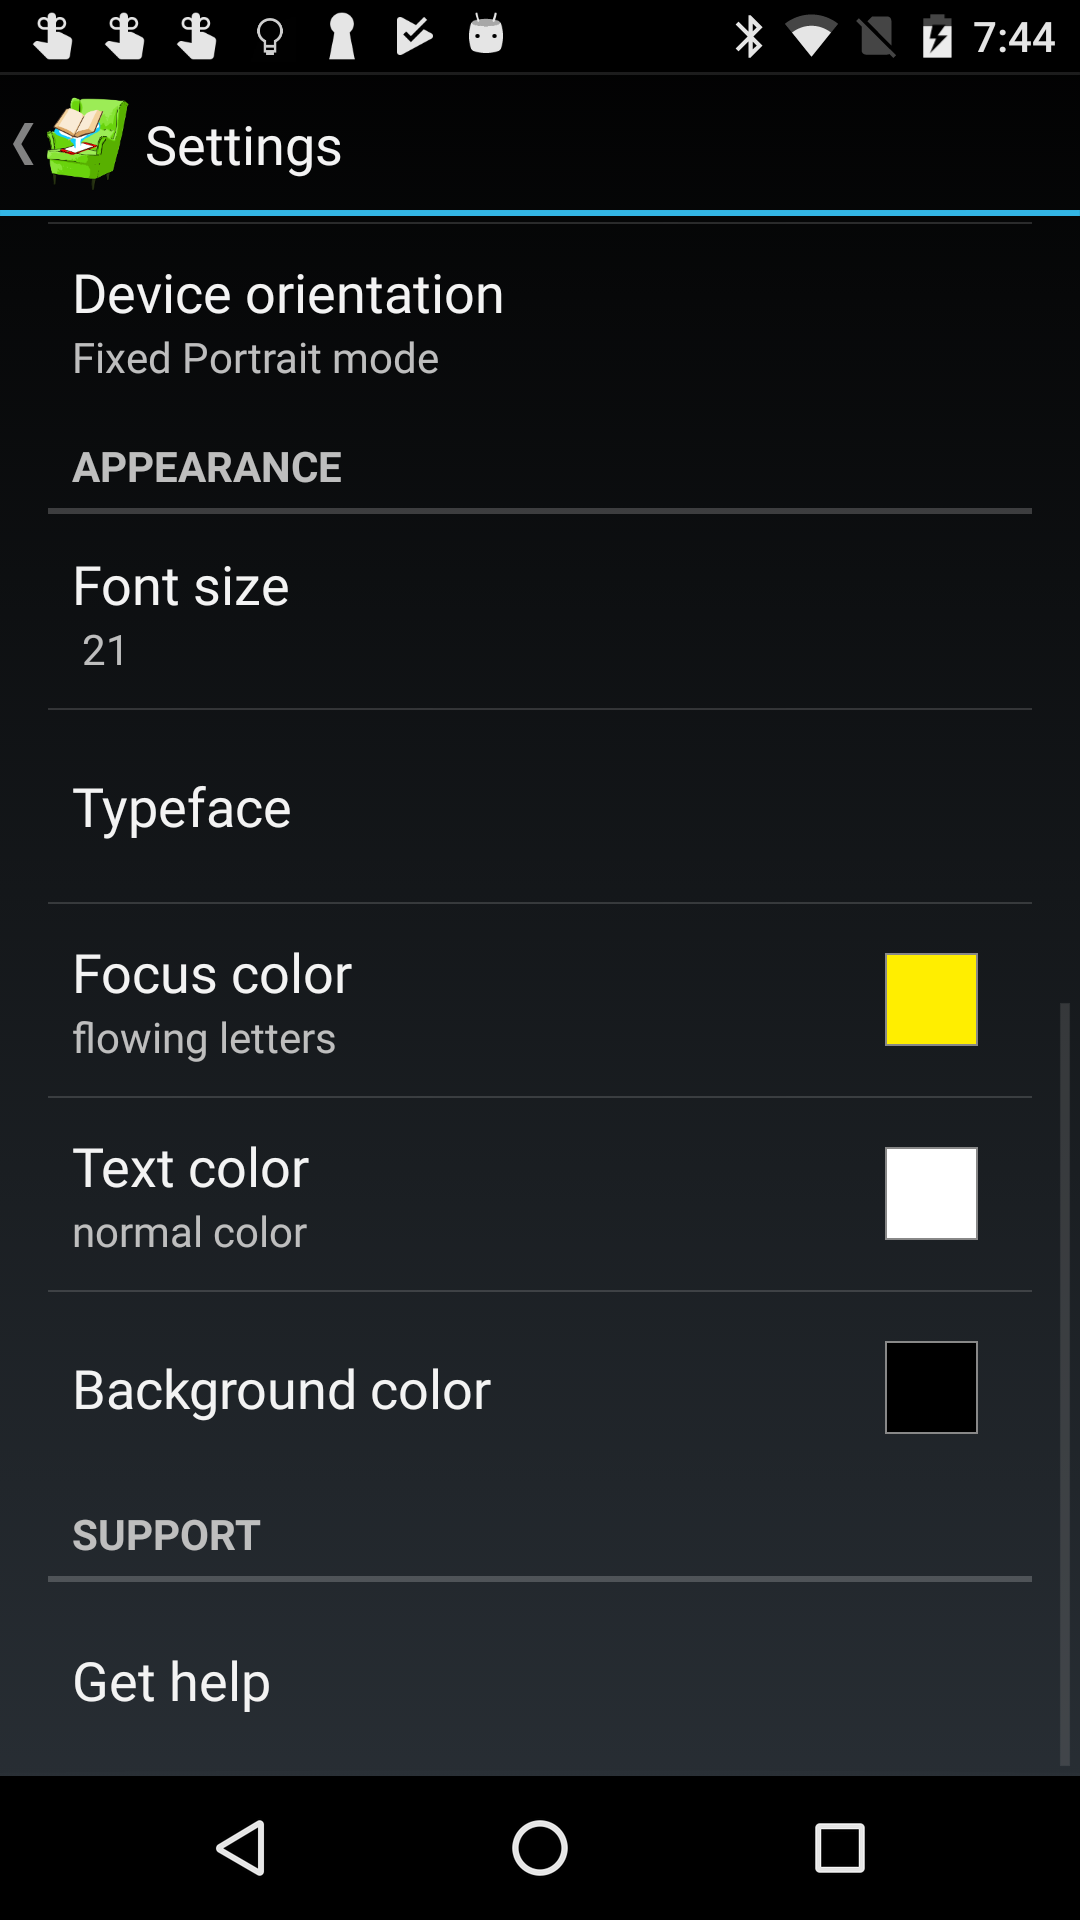 7:44
Settings
Device orientation
Fixed Portrait mode
APPEARANCE
Font size
21
Typeface
Focus color
flowing letters
Text color
normal color
Background color
SUPPORT
Get help